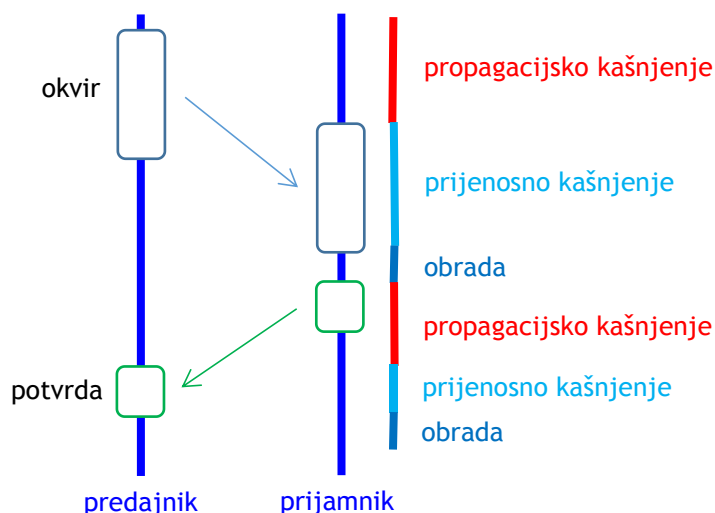 propagacijsko kašnjenje
okvir
prijenosno kašnjenje
obrada
propagacijsko kašnjenje
potvrda
prijenosno kašnjenje
obrada
predajnik
prijamnik